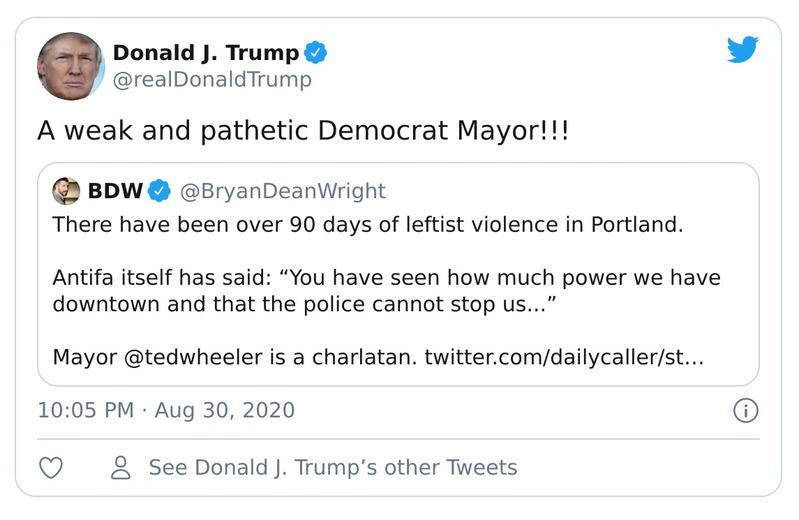 Donald J. Trump
@realDonaldTrump
A weak and pathetic Democrat Mayor!!!
BDW @BryanDeanWright
There have been over 90 days of leftist violence in Portland.
Antifa itself has said: “You have seen how much power we have
downtown and that the police cannot stop us...”
Mayor @tedwheeler is a charlatan. twitter.com/dailycaller/st…
10:05 PM · Aug 30, 2020
See Donald J. Trump’s other Tweets